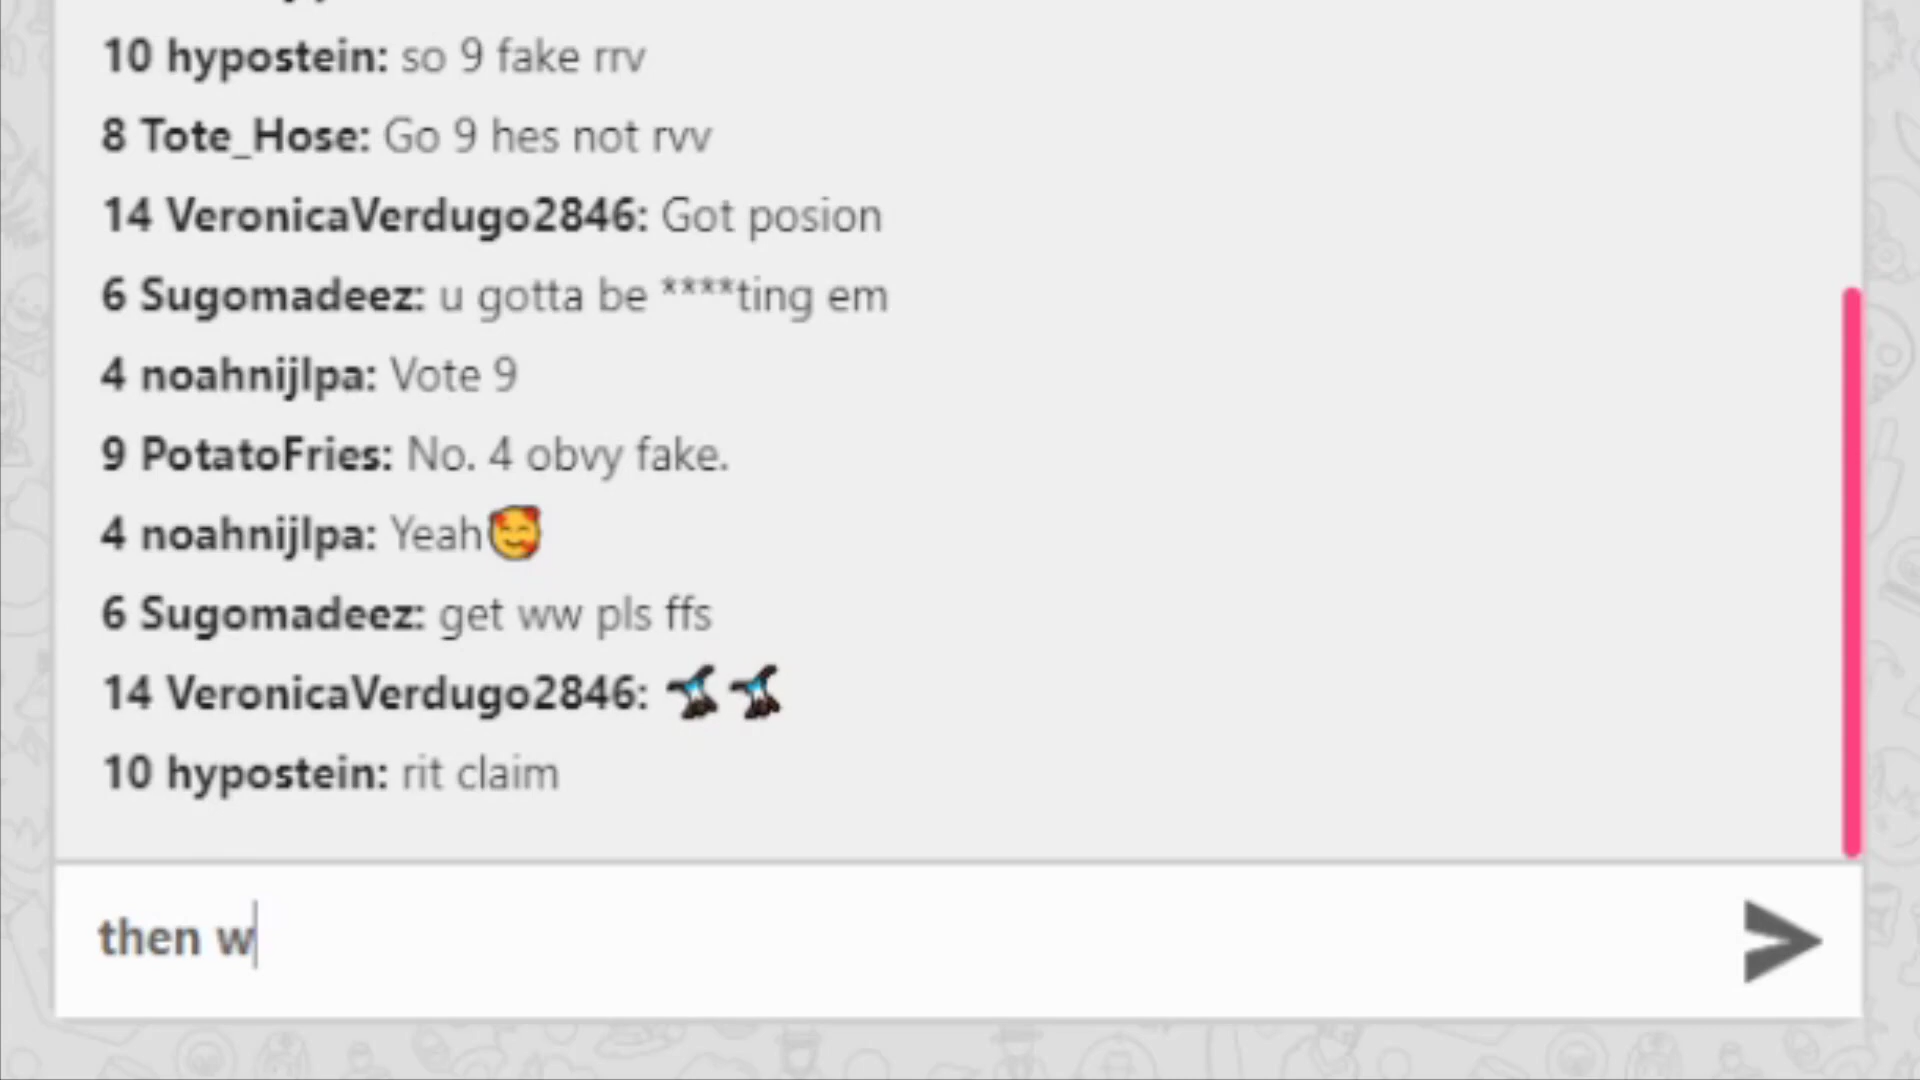 10 hypostein: so 9 fake rrv
8 Tote_Hose: Go 9 hes not rvv
14 VeronicaVerdugo2846: Got posion
6 Sugomadeez: u gotta be ****ting em
4 noahnijlpa: Vote 9
9 PotatoFries: No. 4 obvy fake.
4 noahnijlpa: Yeah🥰
6 Sugomadeez: get ww pls ffs
14 VeronicaVerdugo2846:
10 hypostein: rit claim
then w